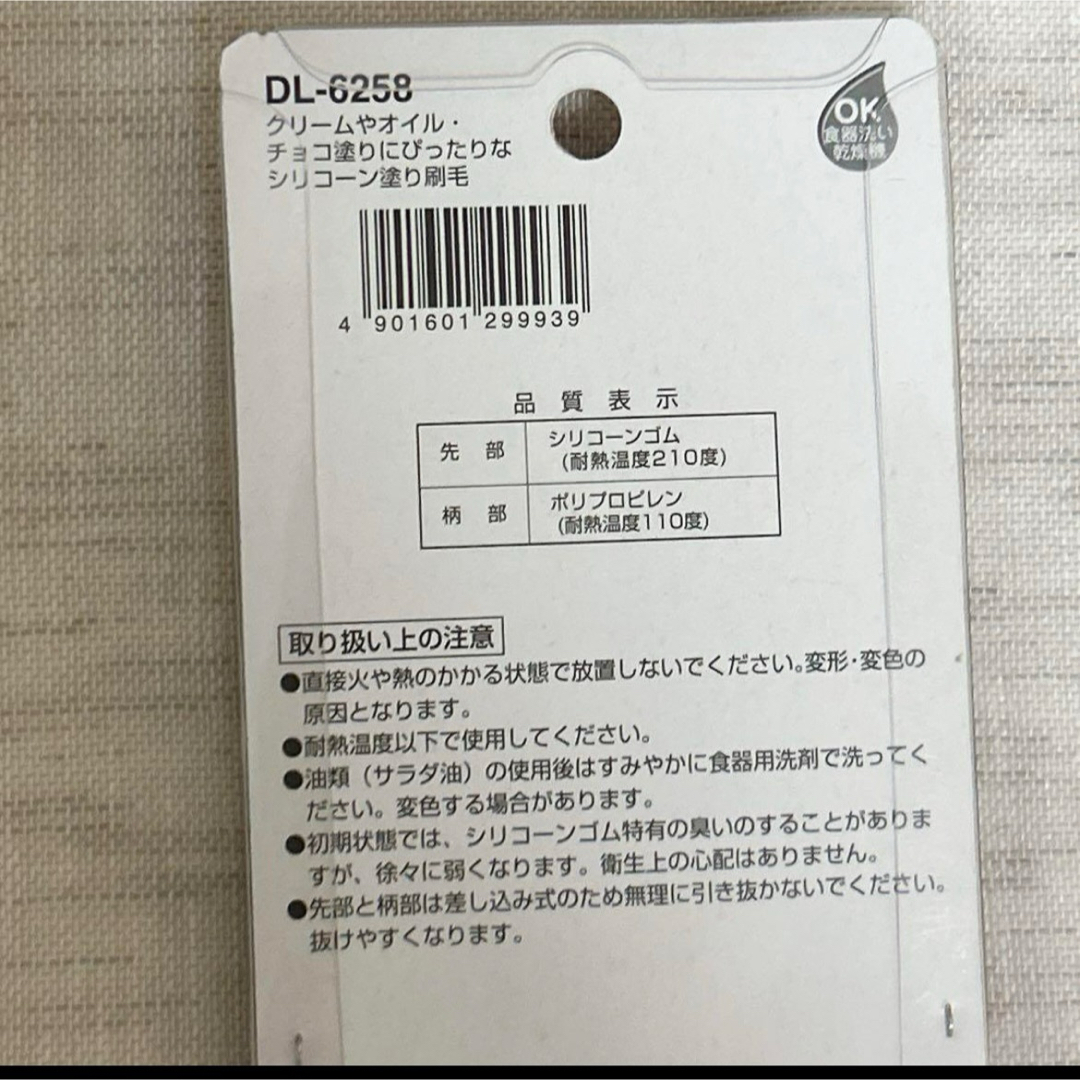 DL-6258
クリームやオイル・
チョコ塗りにぴったりな
シリコーン塗り刷毛
OK
食器洗い
乾燥機
4 901601 299939
品質表示
先部 シリコーンゴム
(耐熱温度210度)
柄部 ポリプロピレン
(耐熱温度110度)
取り扱い上の注意
●直接火や熱のかかる状態で放置しないでください。変形・変色の
原因となります。
●耐熱温度以下で使用してください。
●油類（サラダ油）の使用後はすみやかに食器用洗剤で洗ってく
ださい。変色する場合があります。
●初期状態では、シリコーンゴム特有の臭いのすることがありま
すが、徐々に弱くなります。衛生上の心配はありません。
●先部と柄部は差し込み式のため無理に引き抜かないでください。
抜けやすくなります。